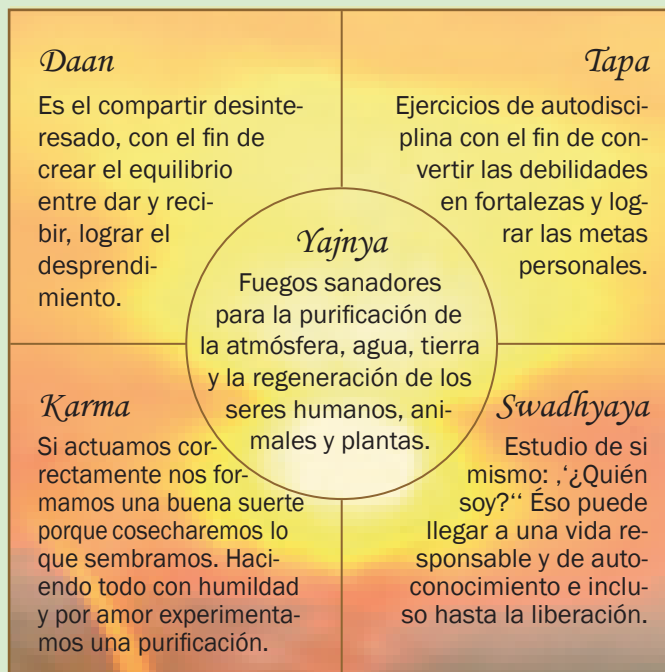 Daan
Es el compartir desinte-
resado, con el fin de
crear el equilibrio
entre dar y reci-
bir, lograr el
desprendi-
miento.
Tapa
Ejercicios de autodisci-
plina con el fin de con-
vertir las debilidades
en fortalezas y log-
rar las metas
personales.
Yajnya
Fuegos sanadores
para la purificación de
la atmósfera, agua, tierra
y la regeneración de los
seres humanos, ani-
males y plantas.
Karma
Si actuamos cor-
rectamente nos for-
mamos una buena suerte
porque cosecharemos lo
que sembramos. Haci-
endo todo con humildad
y por amor experimenta-
mos una purificación.
Swadhyaya
Estudio de si
mismo: ‚‘¿Quién
soy?“ Éso puede
llegar a una vida re-
sponsable y de auto-
conocimiento e inclu-
so hasta la liberación.